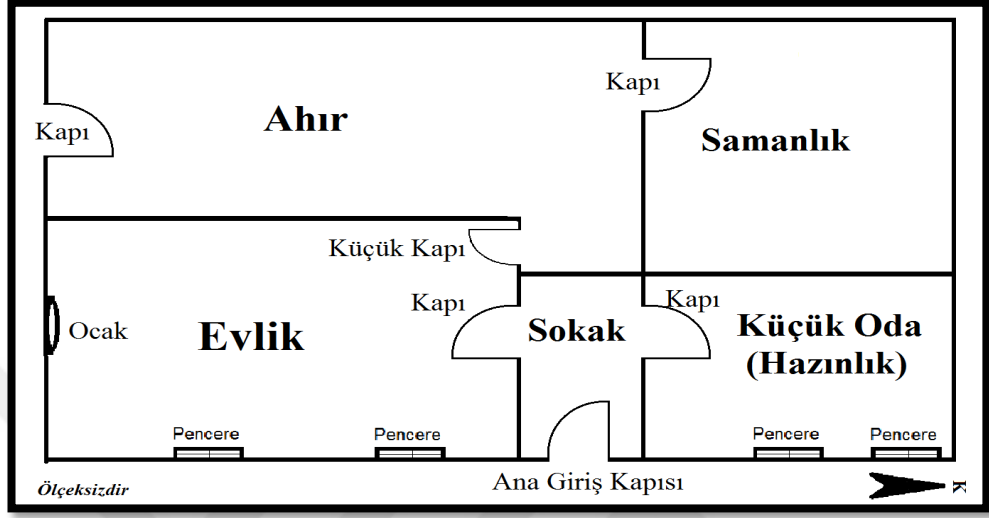 Kapı
Ahır
Kapı
Samanlık
Küçük Kapı
Kapı
Kapı
Ocak
Evlik
Sokak
Küçük Oda
(Hazınlık)
Pencere
Pencere
Pencere
Pencere
Ana Giriş Kapısı
Ölçeksizdir
K